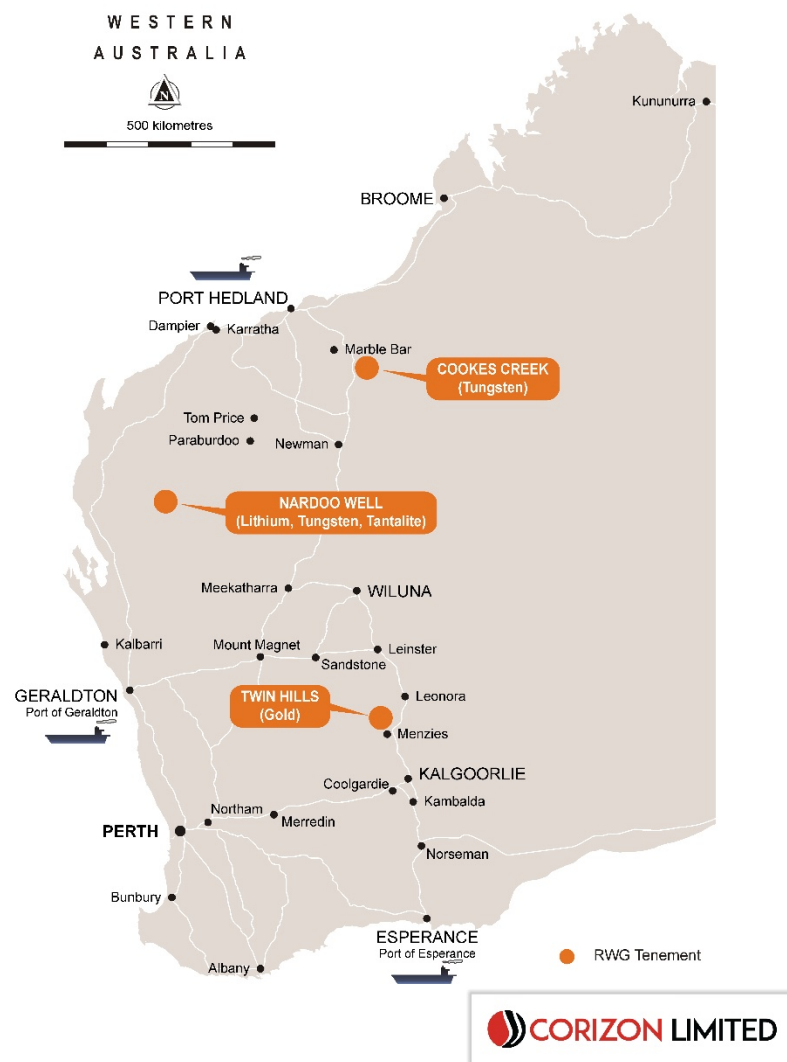 WESTERN
AUSTRALIA
N
500 kilometres
Kununurra
BROOME
PORT HEDLAND
Dampier
Karratha
Marble Bar
COOKES CREEK
(Tungsten)
Tom Price
Paraburdoo
Newman
NARDOO WELL
(Lithium, Tungsten, Tantalite)
Meekatharra
WILUNA
Kalbarri
Mount Magnet
Leinster
Sandstone
GERALDTON
Port of Geraldton
TWIN HILLS
(Gold)
Leonora
Menzies
KALGOORLIE
Coolgardie
Kambalda
Northam
Merredin
PERTH
Norseman
Bunbury
ESPERANCE
Port of Esperance
Albany
RWG Tenement
CORIZON LIMITED